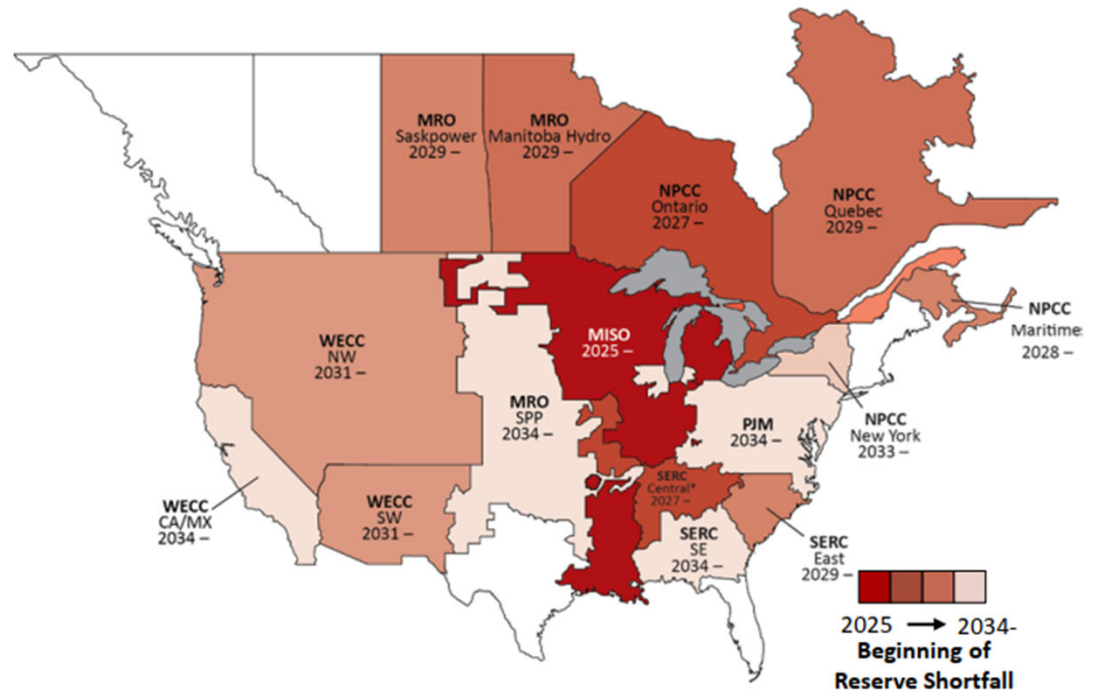 MRO
Saskpower
2029 –
MRO
Manitoba Hydro
2029 –
NPCC
Ontario
2027 –
NPCC
Quebec
2029 –
NPCC
Maritime:
2028 –
WECC
NW
2031 –
MISO
2025 –
MRO
SPP
2034 –
PJM
2034 –
NPCC
New York
2033 –
WECC
CA/MX
2034 –
WECC
SW
2031 –
SERC
Central*
2027 –
SERC
SE
2034 –
SERC
East
2029 –
2025 → 2034-
Beginning of
Reserve Shortfall